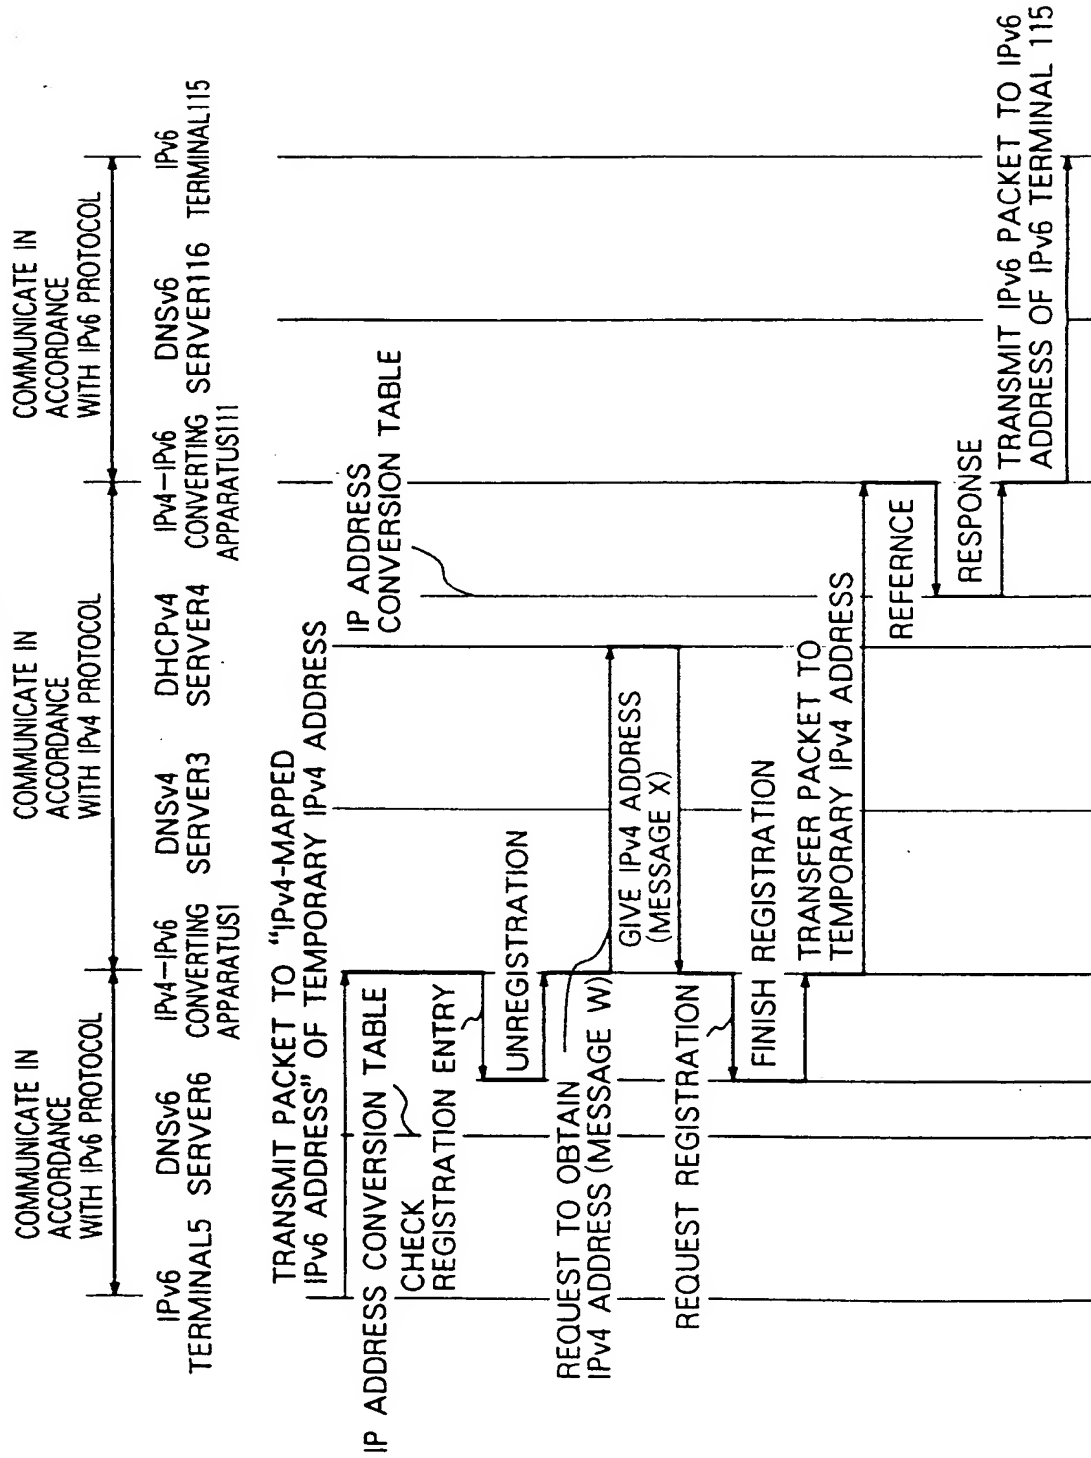 COMMUNICATE IN
ACCORDANCE
WITH IPv6 PROTOCOL
COMMUNICATE IN
ACCORDANCE
WITH IPv4 PROTOCOL
COMMUNICATE IN
ACCORDANCE
WITH IPv6 PROTOCOL
IPv6
TERMINAL5
DNSv6
SERVER6
IPv4-IPv6
CONVERTING
APPARATUS1
DNSv4
SERVER3
DHCPv4
SERVER4
IPv4-IPv6
CONVERTING
APPARATUS111
DNSv6
SERVER116
IPv6
TERMINAL115
TRANSMIT PACKET TO "IPv4-MAPPED
IPv6 ADDRESS" OF TEMPORARY IPv4 ADDRESS
IP ADDRESS CONVERSION TABLE
IP ADDRESS
CONVERSION TABLE
CHECK
REGISTRATION ENTRY
UNREGISTRATION
REQUEST TO OBTAIN
IPv4 ADDRESS (MESSAGE W)
GIVE IPv4 ADDRESS
(MESSAGE X)
REQUEST REGISTRATION
FINISH REGISTRATION
TRANSFER PACKET TO
TEMPORARY IPv4 ADDRESS
REFERNCE
RESPONSE
TRANSMIT IPv6 PACKET TO IPv6
ADDRESS OF IPv6 TERMINAL 115